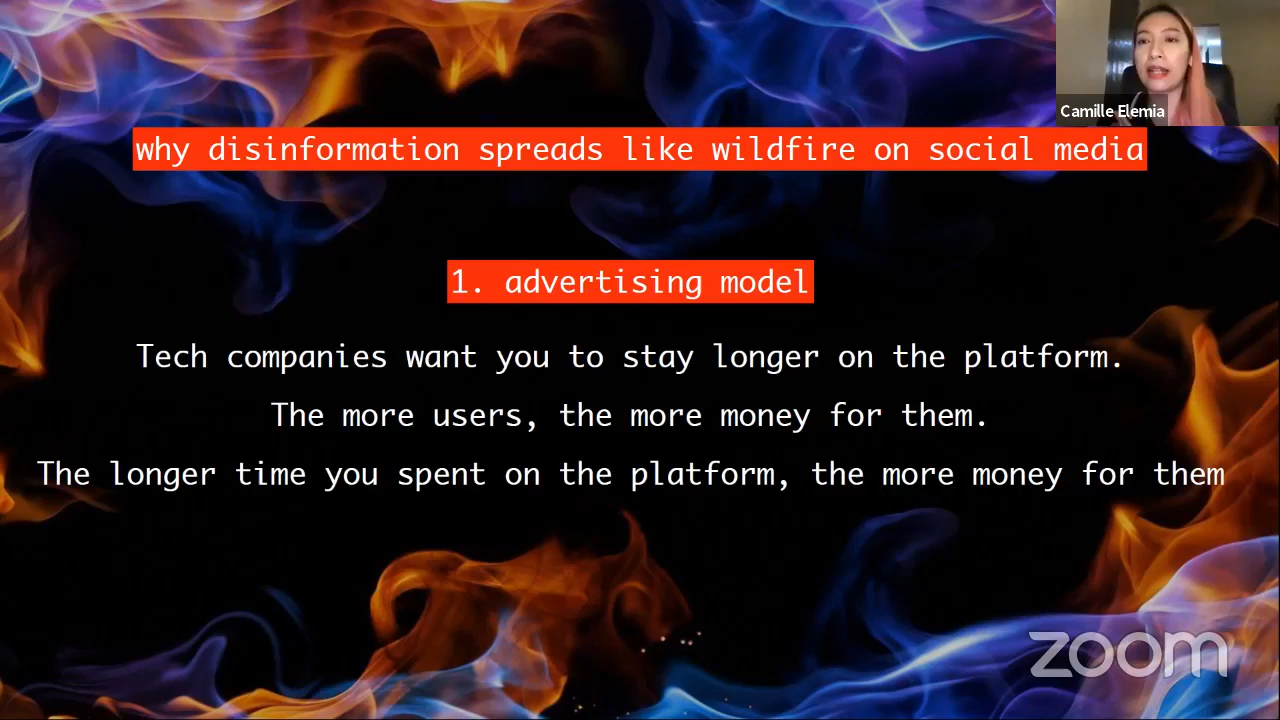 Camille Elemia
why disinformation spreads like wildfire on social media
1. advertising model
Tech companies want you to stay longer on the platform.
The more users, the more money for them.
The longer time you spent on the platform, the more money for them
zoom